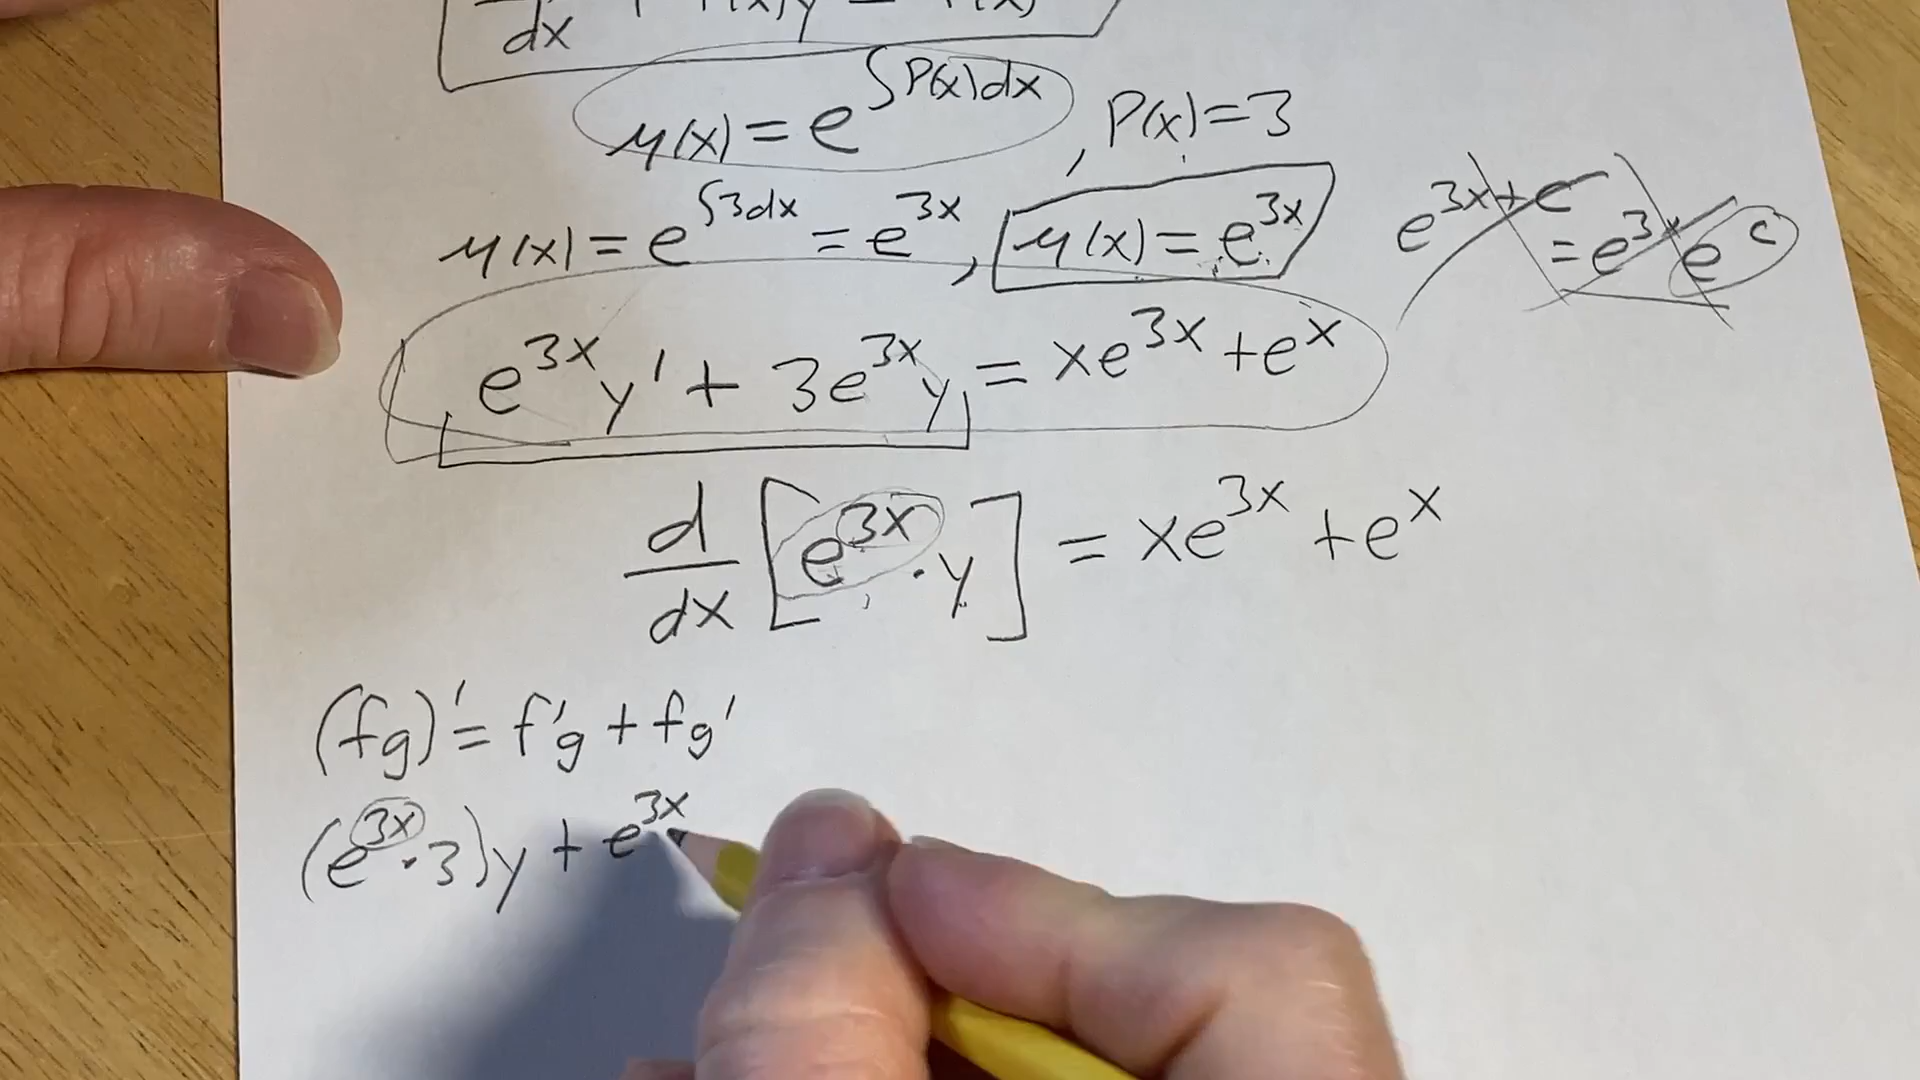 dx
μ(x) = e^{∫P(x)dx} , P(x) = 3
μ(x) = e^{∫3dx} = e^{3x} , μ(x) = e^{3x}
e^{3x+c}
= e^{3x} e^c
e^{3x} y' + 3e^{3x} y = xe^{3x} + e^x
d/dx [e^{3x} · y] = xe^{3x} + e^x
(fg)' = f'g + fg'
(e^{3x} · 3)y + e^{3x}